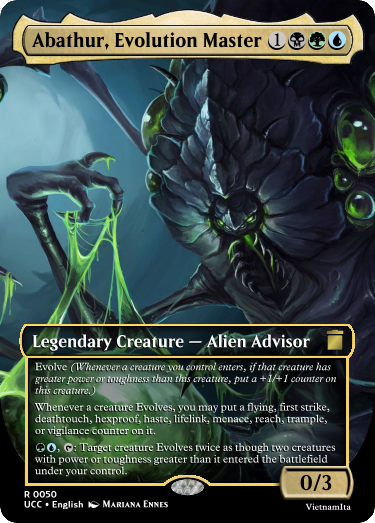 Abathur, Evolution Master 1
Legendary Creature — Alien Advisor
Evolve (Whenever a creature you control enters, if that creature has
greater power or toughness than this creature, put a +1/+1 counter on
this creature.)
Whenever a creature Evolves, you may put a flying, first strike,
deathtouch, hexproof, haste, lifelink, menace, reach, trample,
or vigilance counter on it.
, : Target creature Evolves twice as though two creatures
with power or toughness greater than it entered the battlefield
under your control.
0/3
R 0050
UCC • English Mariana Ennes
VietnamIta